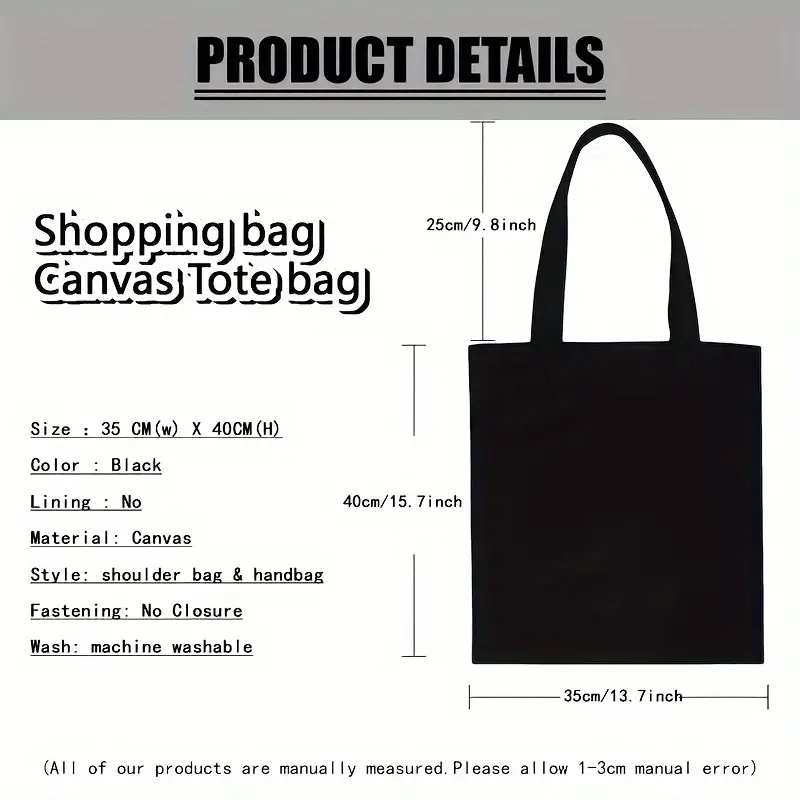 PRODUCT DETAILS
25cm/9.8inch
Shopping bag
Canvas Tote bag
Size : 35 CM(w) X 40CM(H)
Color : Black
Lining : No
40cm/15.7inch
Material: Canvas
Style: shoulder bag & handbag
Fastening: No Closure
Wash: machine washable
35cm/13.7inch
(All of our products are manually measured.Please allow 1-3cm manual error)